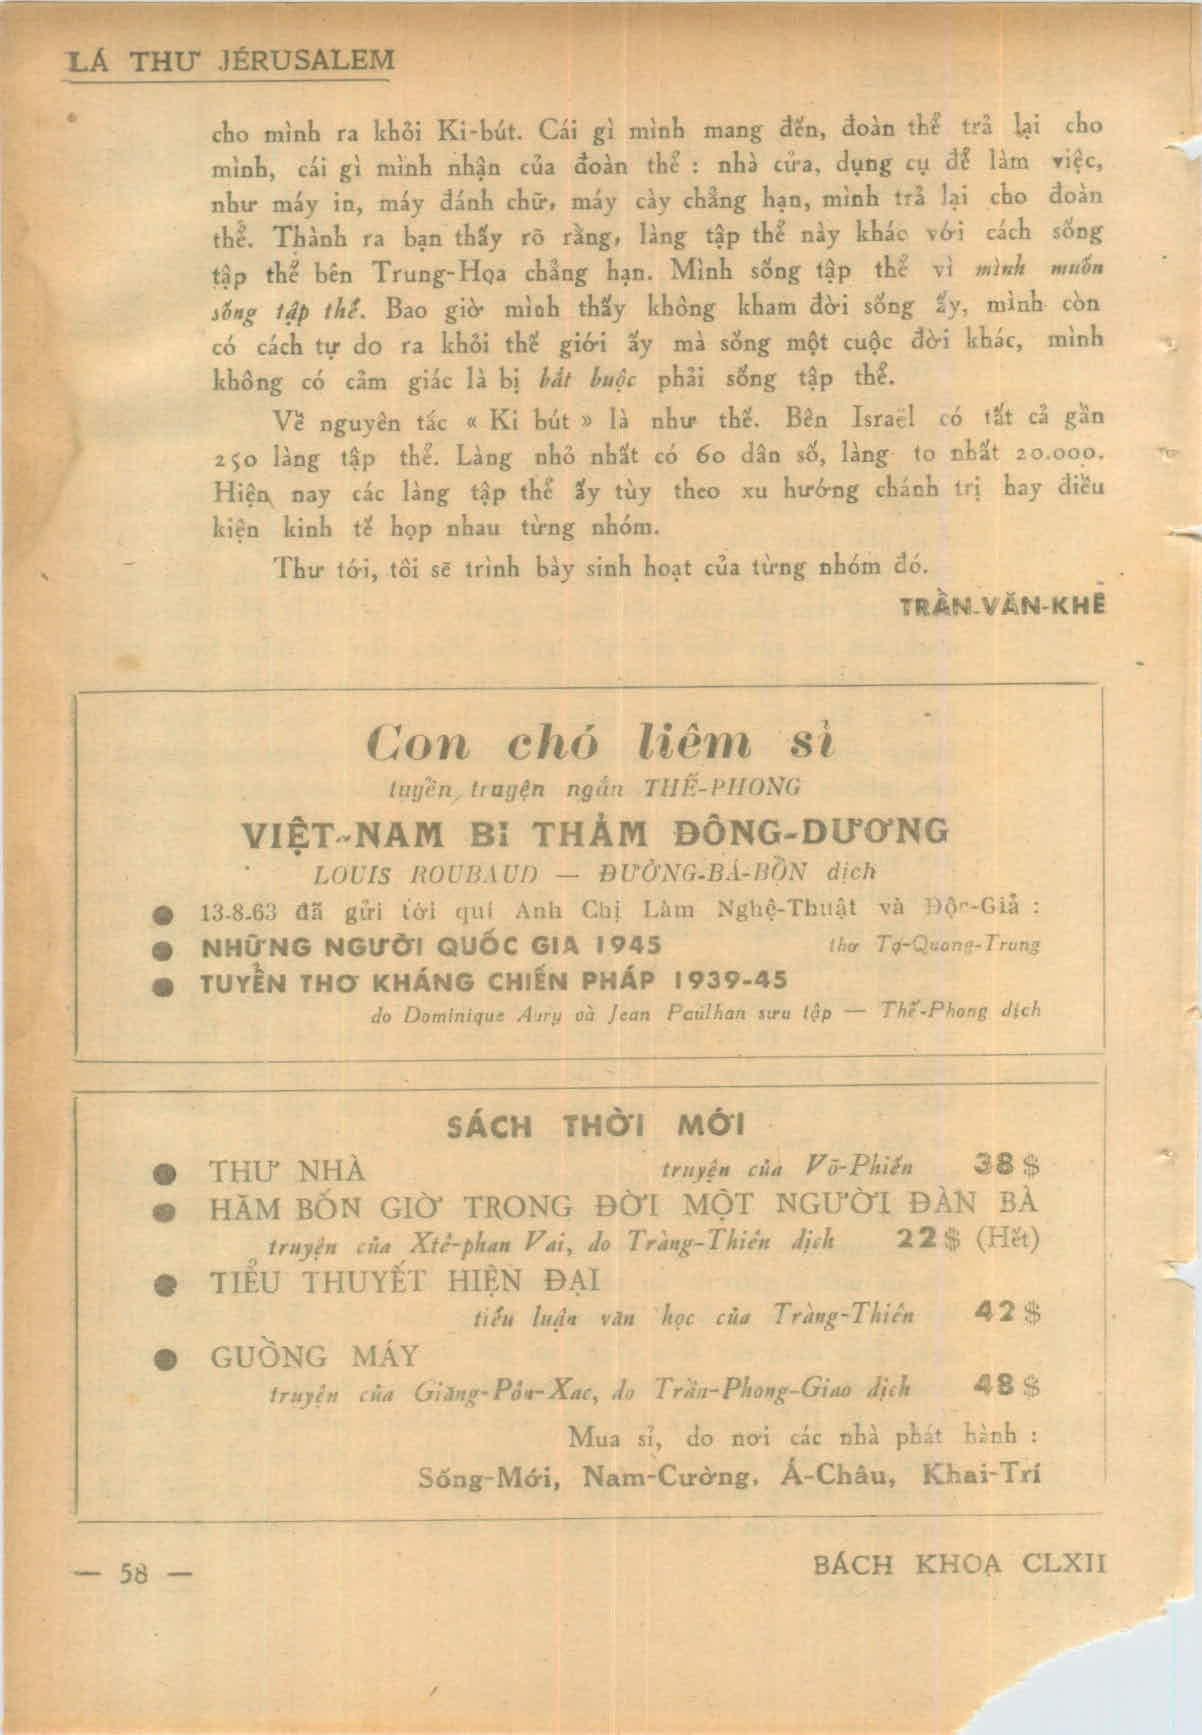 LÁ THƯ JÉRUSALEM
cho mình ra khỏi Ki-bút. Cái gì mình mang đến, đoàn thể trả lại cho
mình, cái gì mình nhận của đoàn thể : nhà cửa, dụng cụ để làm việc,
như máy in, máy đánh chữ, máy cày chẳng hạn, mình trả lại cho đoàn
thể. Thành ra bạn thấy rõ rằng, làng tập thể này khác với cách sống
tập thể bên Trung-Hoa chẳng hạn. Mình sống tập thể vì mình muốn
sống tập thể. Bao giờ mình thấy không kham đời sống ấy, mình còn
có cách tự do ra khỏi thế giới ấy mà sống một cuộc đời khác, mình
không có cảm giác là bị bắt buộc phải sống tập thể.
Về nguyên tắc « Ki bút » là như thế. Bên Israël có tất cả gần
250 làng tập thể. Làng nhỏ nhất có 60 dân số, làng to nhất 20.000.
Hiện nay các làng tập thể ấy tùy theo xu hướng chánh trị hay điều
kiện kinh tế họp nhau từng nhóm.
Thư tới, tôi sẽ trình bày sinh hoạt của từng nhóm đó.
TRẦN-VĂN-KHÊ
Con chó liêm sỉ
tuyển truyện ngắn THẾ-PHONG
VIỆT-NAM BI THẢM ĐÔNG-DƯƠNG
LOUIS ROUBAUD — ĐƯỜNG-BÁ-BỔN dịch
● 13-8-63 đã gửi tới quí Anh Chị Làm Nghệ-Thuật và Độc-Giả :
● NHỮNG NGƯỜI QUỐC GIA 1945 thơ Tạ-Quang-Trung
● TUYỂN THƠ KHÁNG CHIẾN PHÁP 1939-45
do Dominique Aury và Jean Paulhan sưu tập — Thế-Phong dịch
SÁCH THỜI MỚI
● THƯ NHÀ truyện của Võ-Phiến 38$
● HĂM BỐN GIỜ TRONG ĐỜI MỘT NGƯỜI ĐÀN BÀ
truyện của Xtê-phan Vai, do Tràng-Thiên dịch 22$ (Hết)
● TIỂU THUYẾT HIỆN ĐẠI
tiểu luận văn học của Tràng-Thiên 42$
● GUỒNG MÁY
truyện của Giăng-Pôn-Xac, do Trần-Phong-Giao dịch 48$
Mua sỉ, do nơi các nhà phát hành :
Sống-Mới, Nam-Cường, Á-Châu, Khai-Trí
— 58 —
BÁCH KHOA CLXII